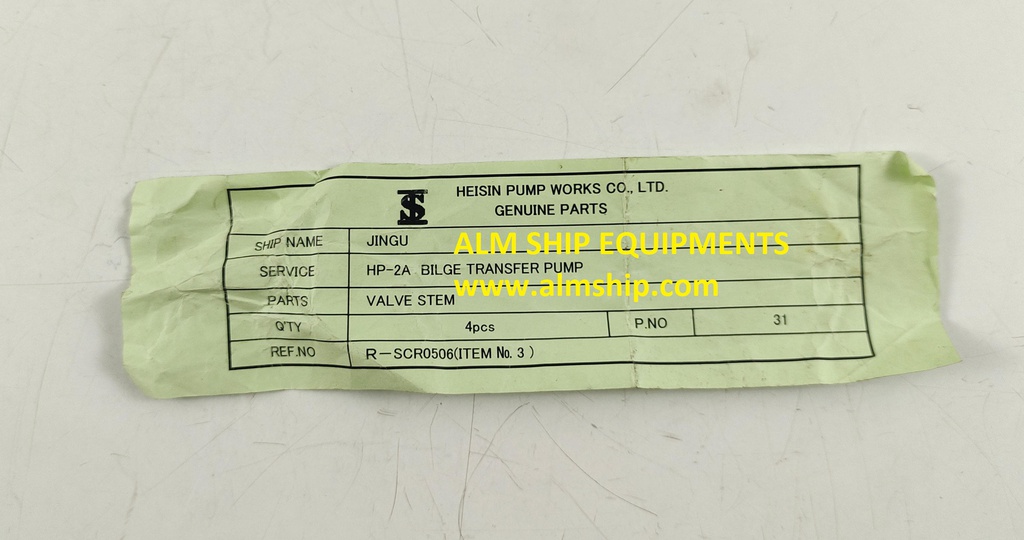 HEISIN PUMP WORKS CO., LTD.
GENUINE PARTS
SHIP NAME JINGU
ALM SHIP EQUIPMENTS
SERVICE HP-2A BILGE TRANSFER PUMP
www.almship.com
PARTS VALVE STEM
Q'TY 4pcs P.NO 31
REF.NO R-SCR0506(ITEM No. 3)